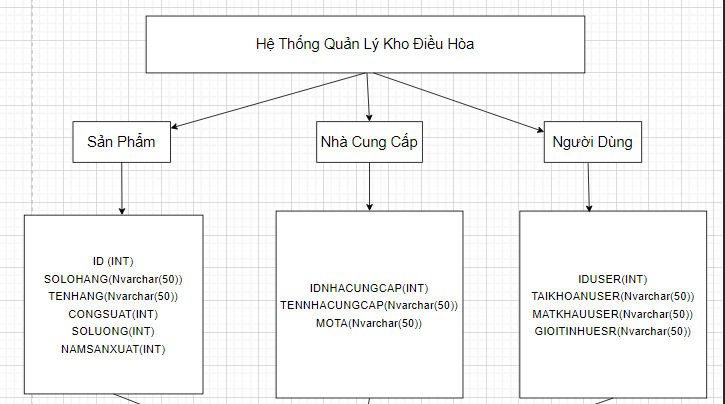 Hệ Thống Quản Lý Kho Điều Hòa
Sản Phẩm
Nhà Cung Cấp
Người Dùng
ID (INT)
SOLOHANG(Nvarchar(50))
TENHANG(Nvarchar(50))
CONGSUAT(INT)
SOLUONG(INT)
NAMSANXUAT(INT)
IDNHACUNGCAP(INT)
TENNHACUNGCAP(Nvarchar(50))
MOTA(Nvarchar(50))
IDUSER(INT)
TAIKHOANUSER(Nvarchar(50))
MATKHAUUSER(Nvarchar(50))
GIOITINHUESR(Nvarchar(50))